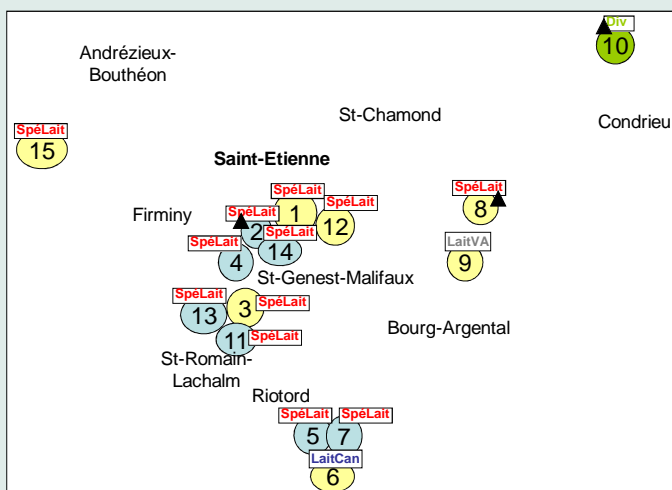 Div
10
Andrézieux-
Bouthéon
St-Chamond
Condrieu
SpéLait
15
Saint-Etienne
SpéLait
1
SpéLait
12
SpéLait
8
Firminy
SpéLait
2
SpéLait
14
SpéLait
4
LaitVA
9
St-Genest-Malifaux
SpéLait
13
3
SpéLait
11
SpéLait
Bourg-Argental
St-Romain-
Lachalm
Riotord
SpéLait
5
SpéLait
7
LaitCan
6